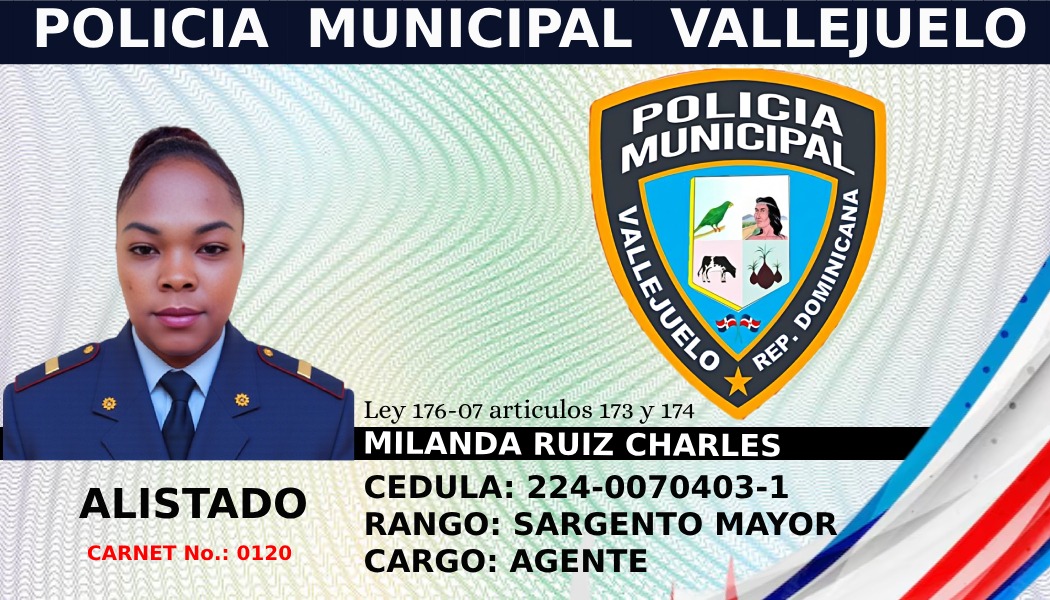 POLICIA MUNICIPAL VALLEJUELO
POLICIA
MUNICIPAL
VALLEJUELO
REP. DOMINICANA
Ley 176-07 articulos 173 y 174
MILANDA RUIZ CHARLES
CEDULA: 224-0070403-1
RANGO: SARGENTO MAYOR
CARGO: AGENTE
ALISTADO
CARNET No.: 0120